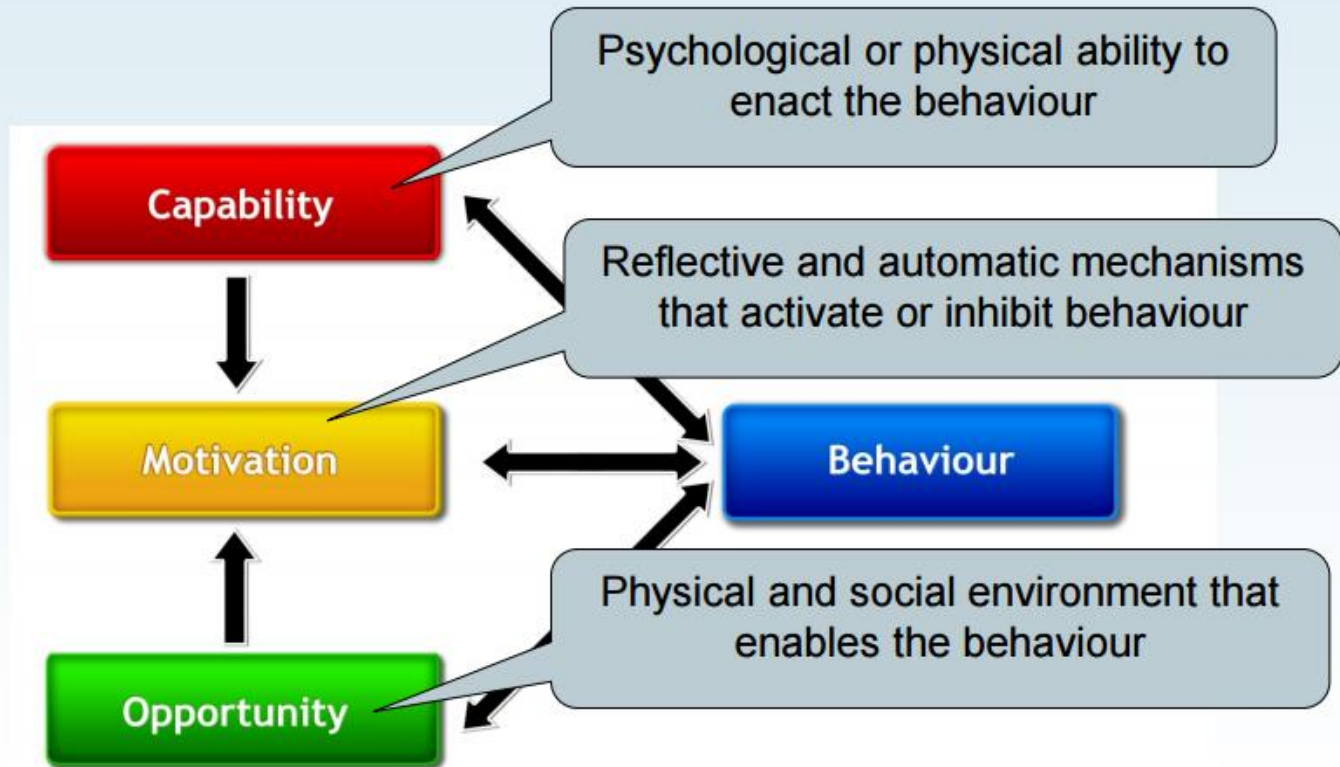 Psychological or physical ability to
enact the behaviour
Capability
Reflective and automatic mechanisms
that activate or inhibit behaviour
Motivation
Behaviour
Physical and social environment that
enables the behaviour
Opportunity